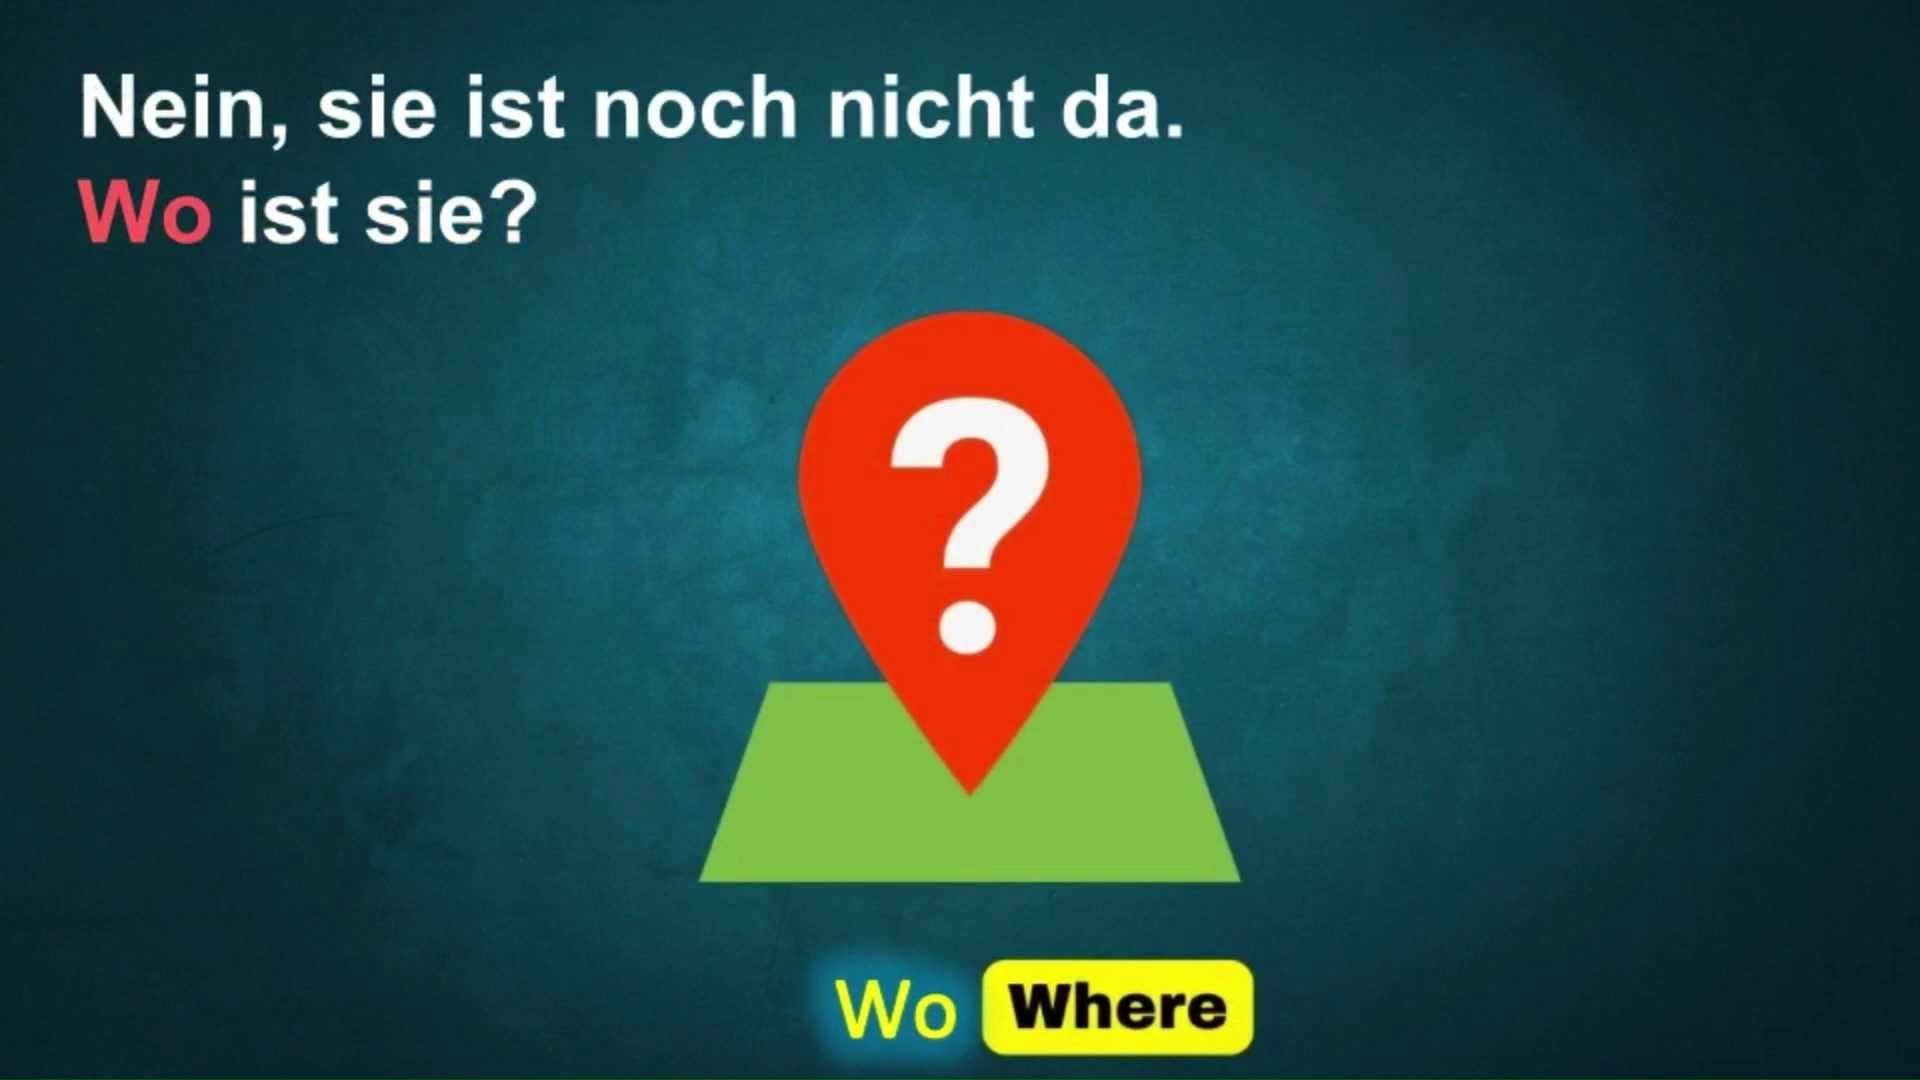 Nein, sie ist noch nicht da.
Wo ist sie?
?
Wo Where